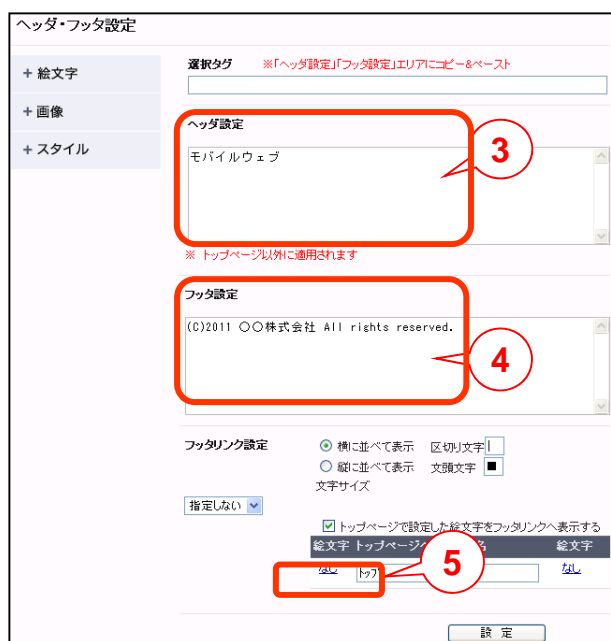 ヘッダ・フッタ設定
+ 絵文字
+ 画像
+ スタイル
選択タグ ※「ヘッダ設定」「フッタ設定」エリアにコピー&ペースト
ヘッダ設定
モバイルウェブ
3
※ トップページ以外に適用されます
フッタ設定
(C)2011 〇〇株式会社 All rights reserved.
4
フッタリンク設定
横に並べて表示 区切り文字 |
縦に並べて表示 文頭文字 ■
文字サイズ
指定しない
トップページで設定した絵文字をフッタリンクへ表示する
絵文字 トップページ 名 絵文字
なし トップ なし
5
設 定